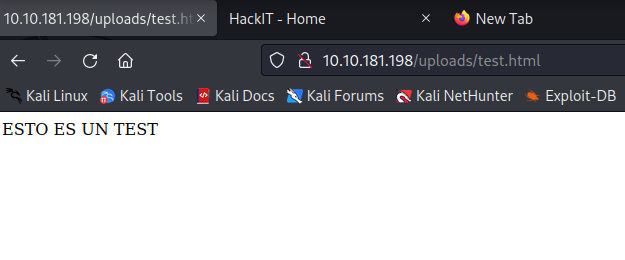 10.10.181.198/uploads/test.ht
HackIT - Home
New Tab
10.10.181.198/uploads/test.html
Kali Linux
Kali Tools
Kali Docs
Kali Forums
Kali NetHunter
Exploit-DB
ESTO ES UN TEST